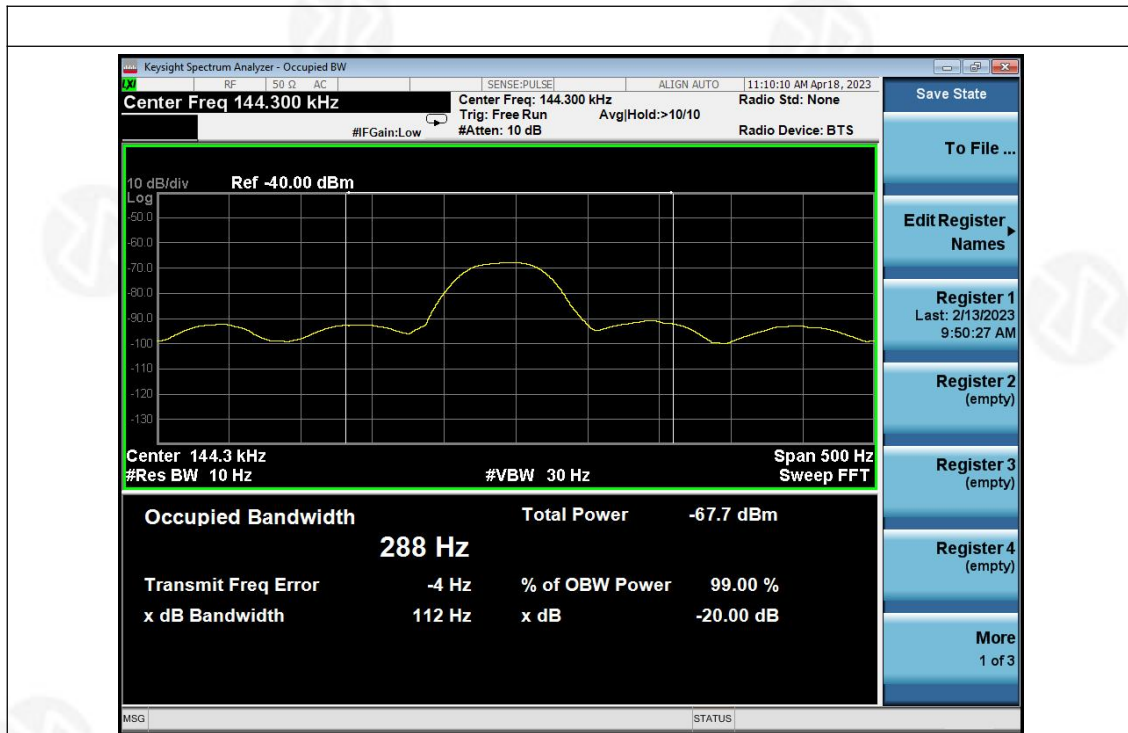 Keysight Spectrum Analyzer - Occupied BW
LXI RF 50 Ω AC SENSE:PULSE ALIGN AUTO 11:10:10 AM Apr18, 2023
Center Freq 144.300 kHz
Center Freq: 144.300 kHz Radio Std: None
Trig: Free Run Avg|Hold:>10/10
#IFGain:Low #Atten: 10 dB Radio Device: BTS
10 dB/div Ref -40.00 dBm
Log
-50.0
-60.0
-70.0
-80.0
-90.0
-100
-110
-120
-130
Center 144.3 kHz Span 500 Hz
#Res BW 10 Hz #VBW 30 Hz Sweep FFT
Occupied Bandwidth Total Power -67.7 dBm
288 Hz
Transmit Freq Error -4 Hz % of OBW Power 99.00 %
x dB Bandwidth 112 Hz x dB -20.00 dB
MSG STATUS
Save State
To File ...
Edit Register
Names
Register 1
Last: 2/13/2023
9:50:27 AM
Register 2
(empty)
Register 3
(empty)
Register 4
(empty)
More
1 of 3